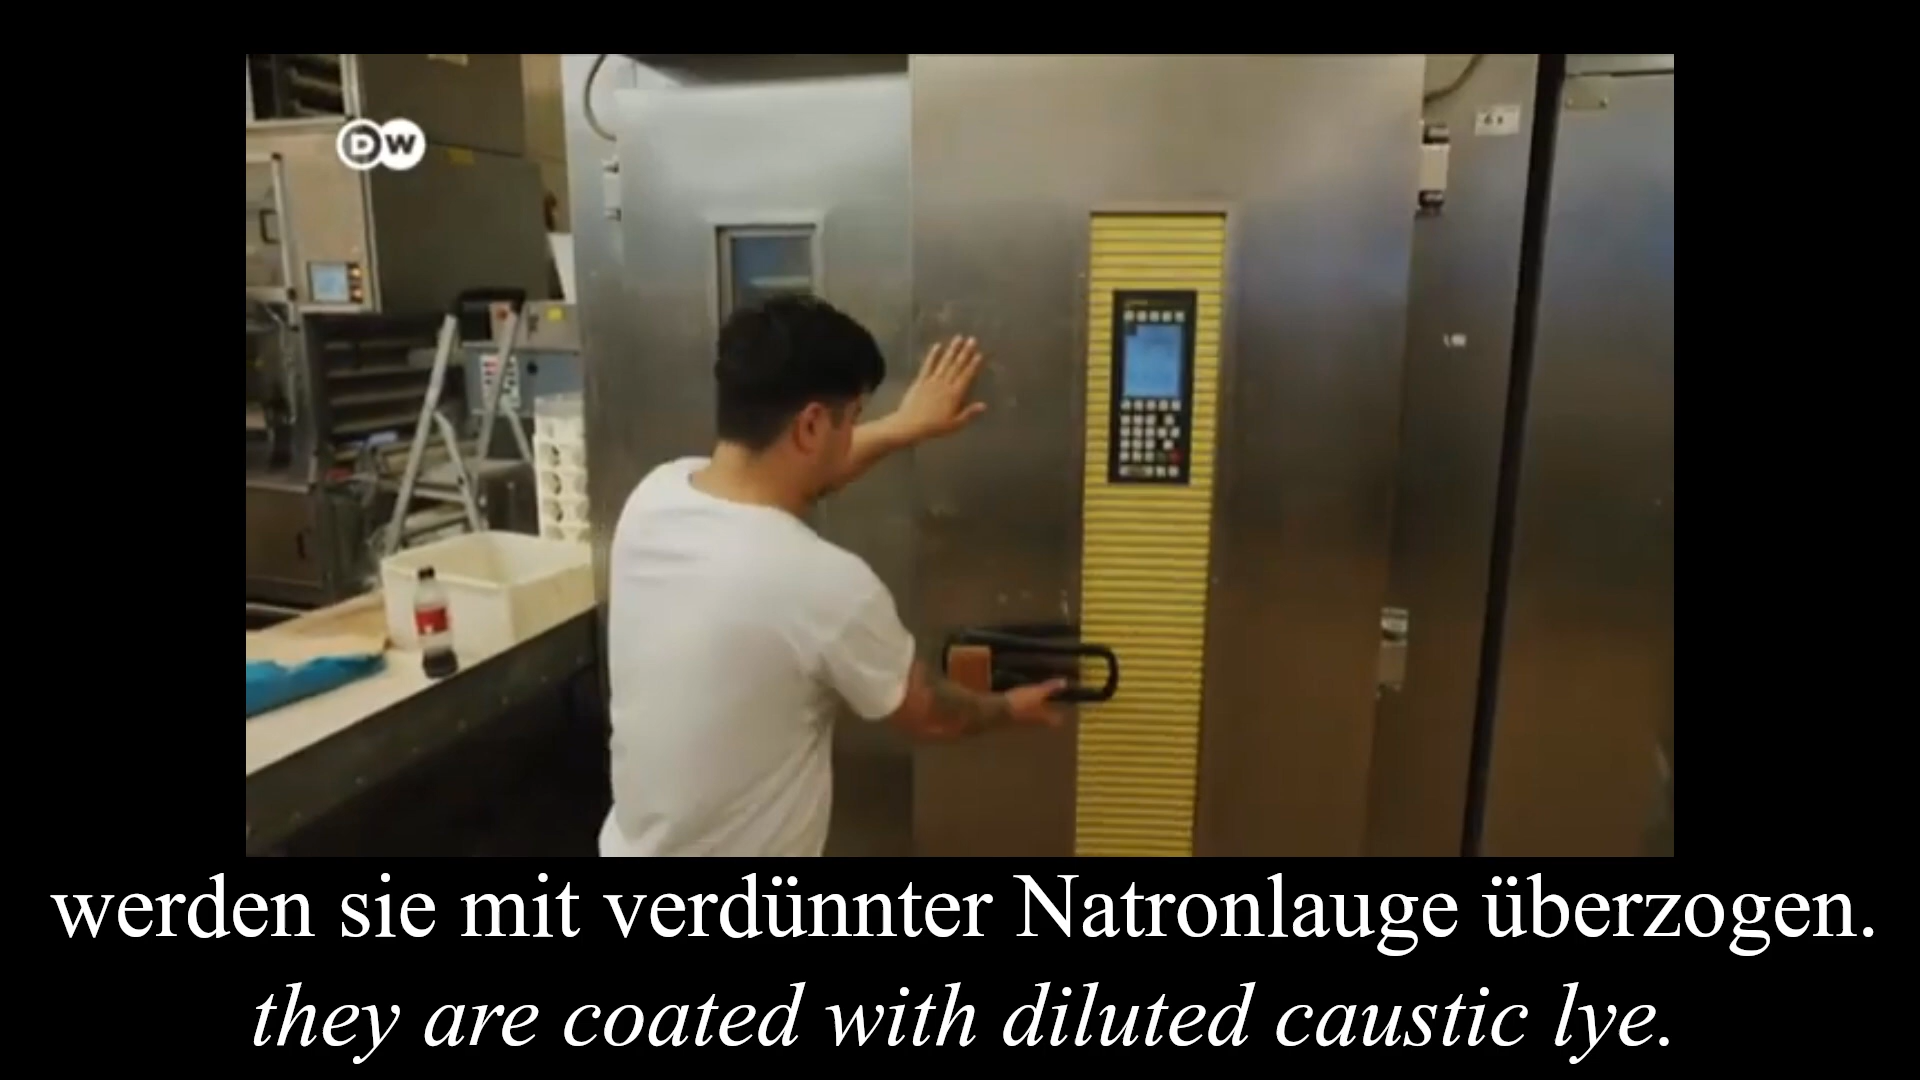 DW
werden sie mit verdünnter Natronlauge überzogen.
they are coated with diluted caustic lye.